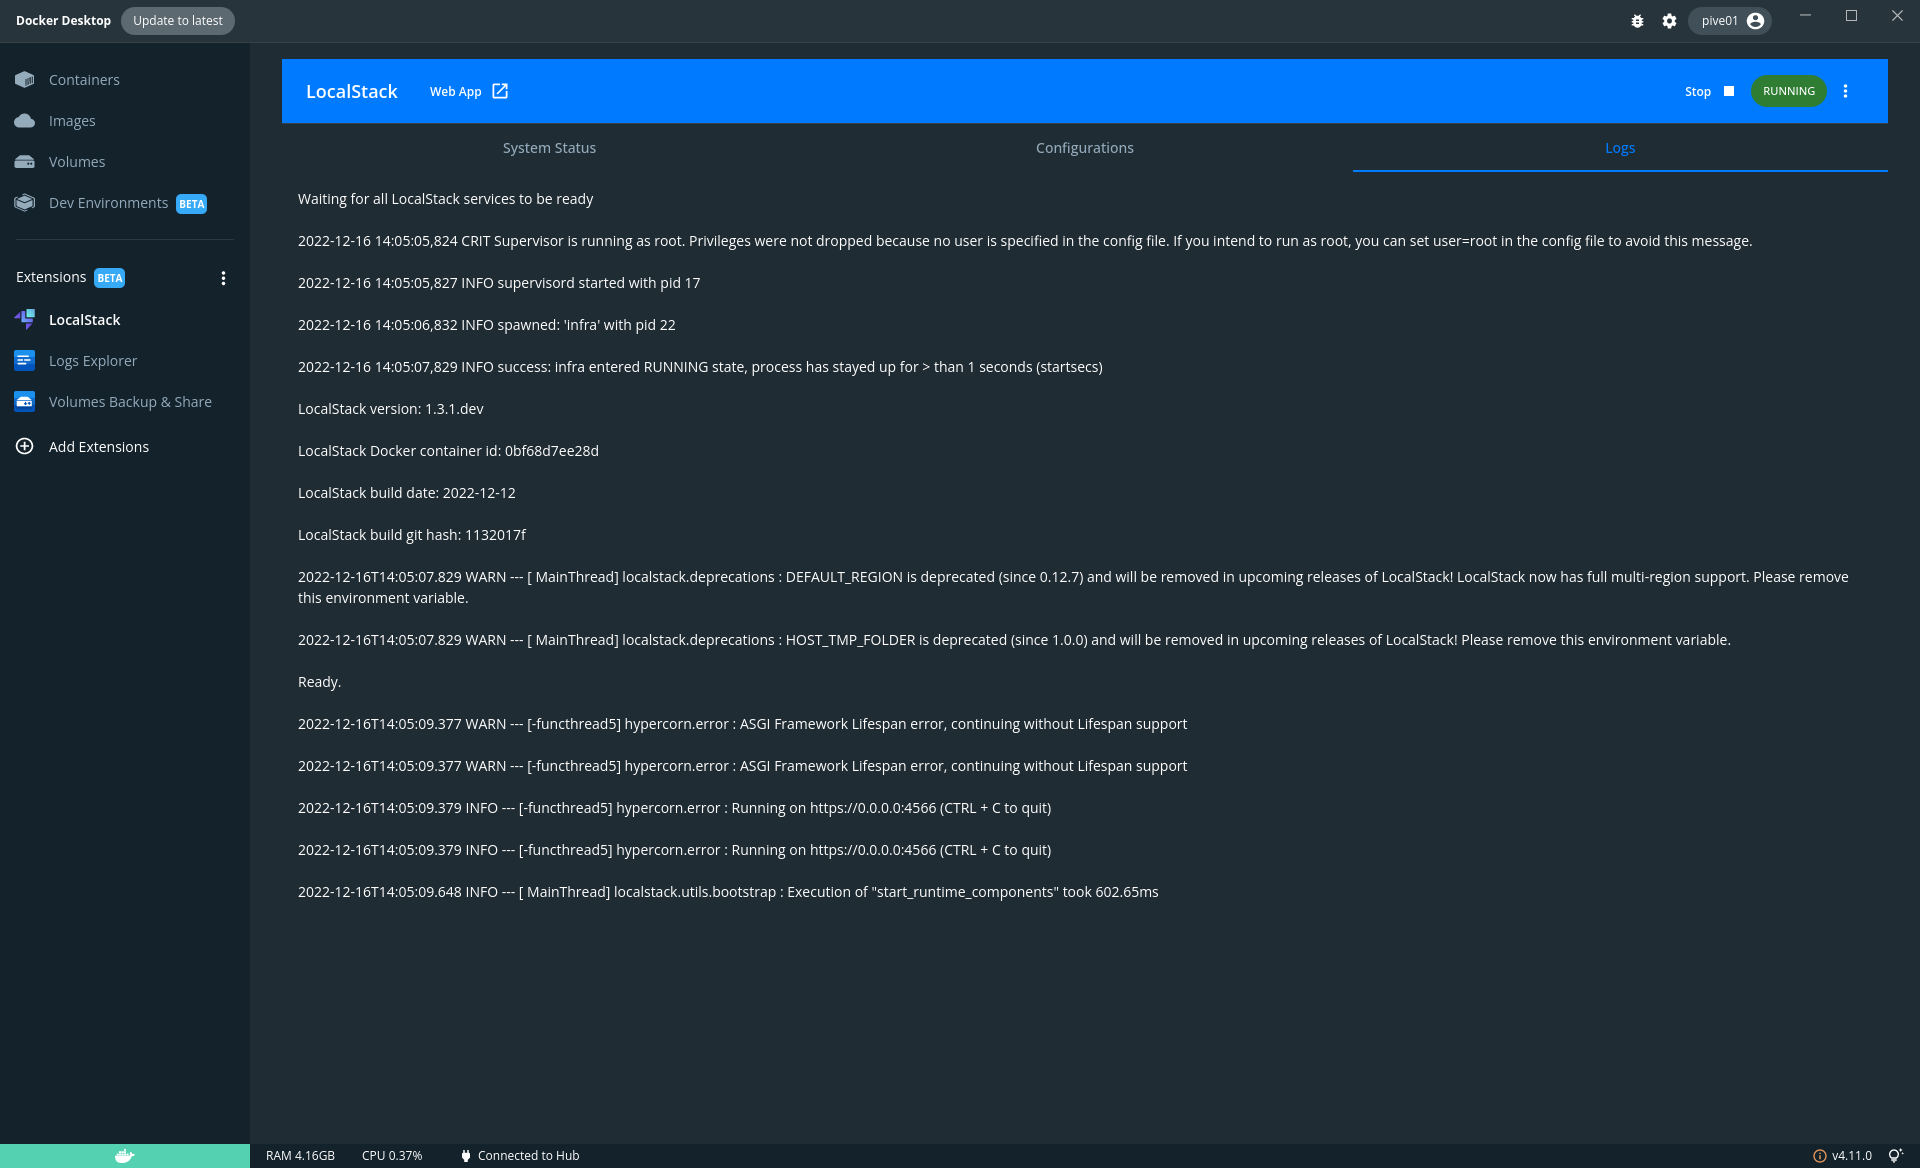 Docker Desktop Update to latest pive01
Containers
Images
Volumes
Dev Environments BETA
Extensions BETA
LocalStack
Logs Explorer
Volumes Backup & Share
Add Extensions
LocalStack Web App Stop RUNNING
System Status Configurations Logs
Waiting for all LocalStack services to be ready
2022-12-16 14:05:05,824 CRIT Supervisor is running as root. Privileges were not dropped because no user is specified in the config file. If you intend to run as root, you can set user=root in the config file to avoid this message.
2022-12-16 14:05:05,827 INFO supervisord started with pid 17
2022-12-16 14:05:06,832 INFO spawned: 'infra' with pid 22
2022-12-16 14:05:07,829 INFO success: infra entered RUNNING state, process has stayed up for > than 1 seconds (startsecs)
LocalStack version: 1.3.1.dev
LocalStack Docker container id: 0bf68d7ee28d
LocalStack build date: 2022-12-12
LocalStack build git hash: 1132017f
2022-12-16T14:05:07.829 WARN --- [ MainThread] localstack.deprecations : DEFAULT_REGION is deprecated (since 0.12.7) and will be removed in upcoming releases of LocalStack! LocalStack now has full multi-region support. Please remove
this environment variable.
2022-12-16T14:05:07.829 WARN --- [ MainThread] localstack.deprecations : HOST_TMP_FOLDER is deprecated (since 1.0.0) and will be removed in upcoming releases of LocalStack! Please remove this environment variable.
Ready.
2022-12-16T14:05:09.377 WARN --- [-functhread5] hypercorn.error : ASGI Framework Lifespan error, continuing without Lifespan support
2022-12-16T14:05:09.377 WARN --- [-functhread5] hypercorn.error : ASGI Framework Lifespan error, continuing without Lifespan support
2022-12-16T14:05:09.379 INFO --- [-functhread5] hypercorn.error : Running on https://0.0.0.0:4566 (CTRL + C to quit)
2022-12-16T14:05:09.379 INFO --- [-functhread5] hypercorn.error : Running on https://0.0.0.0:4566 (CTRL + C to quit)
2022-12-16T14:05:09.648 INFO --- [ MainThread] localstack.utils.bootstrap : Execution of "start_runtime_components" took 602.65ms
RAM 4.16GB CPU 0.37% Connected to Hub v4.11.0